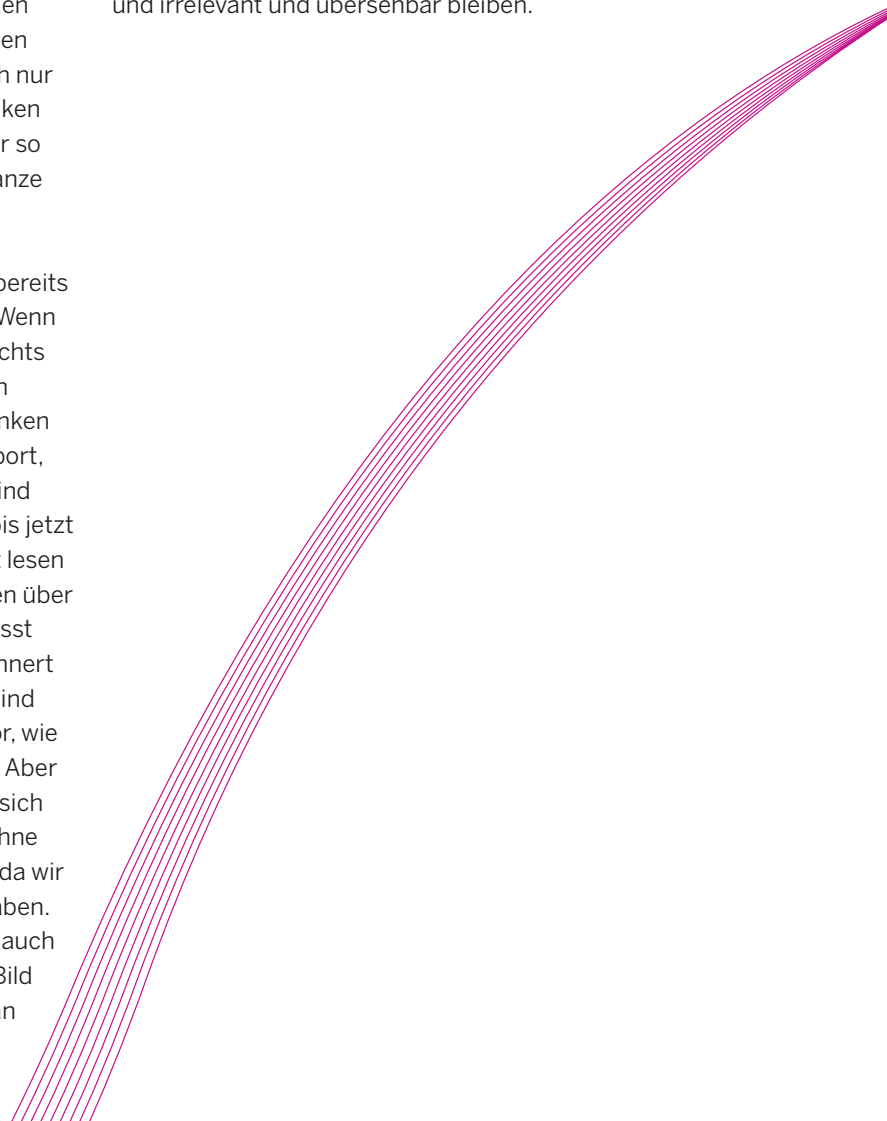 en
en
h nur
ken
r so
anze
bereits
Wenn
chts
n
nken
port,
ind
bis jetzt
t lesen
en über
sst
nnert
ind
or, wie
Aber
sich
hne
da wir
aben.
auch
Bild
an
und irrelevant und übersehbar bleiben.